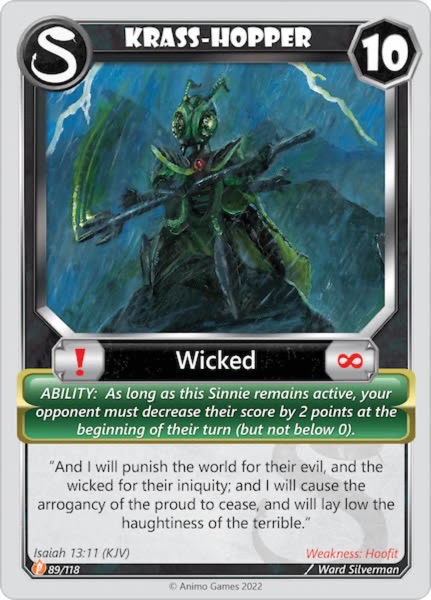 S
KRASS-HOPPER
10
! Wicked ∞
ABILITY: As long as this Sinnie remains active, your
opponent must decrease their score by 2 points at the
beginning of their turn (but not below 0).
“And I will punish the world for their evil, and the
wicked for their iniquity; and I will cause the
arrogancy of the proud to cease, and will lay low the
haughtiness of the terrible.”
Isaiah 13:11 (KJV)
Weakness: Hoofit
89/118
Ward Silverman
© Animo Games 2022